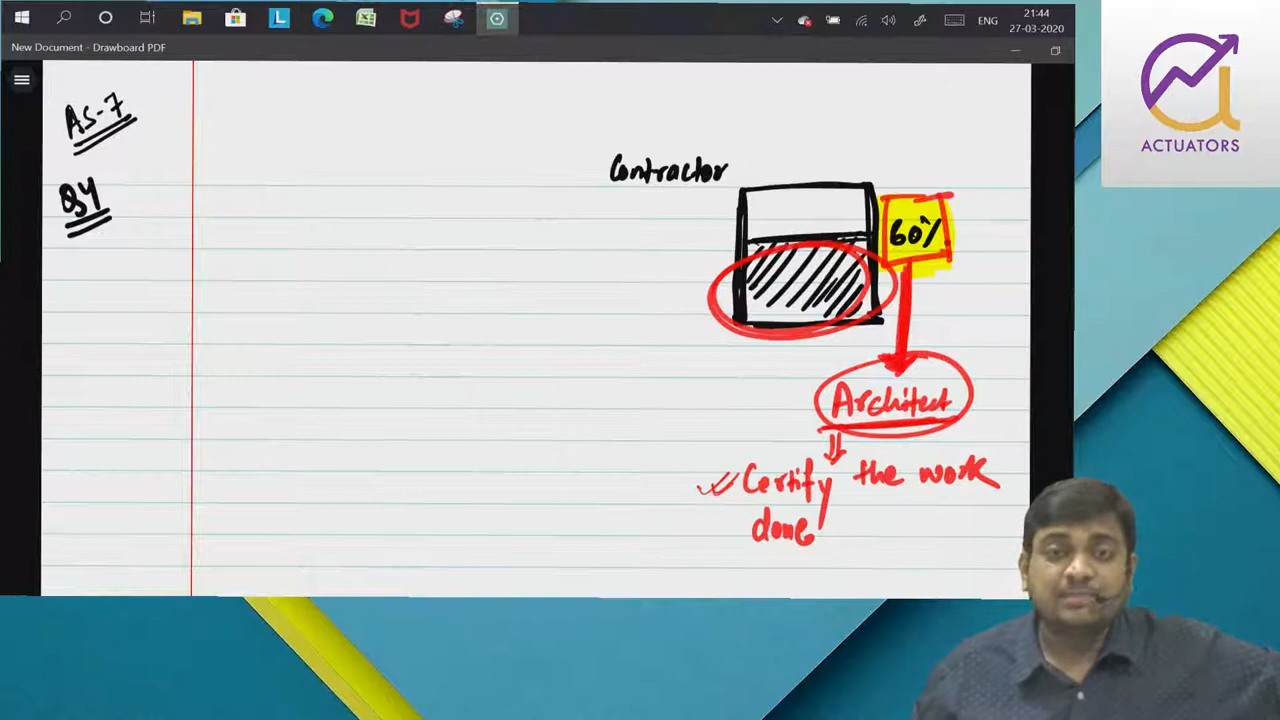 ENG
21:44
27-03-2020
New Document - Drawboard PDF
ACTUATORS
AS-7
Q4
Contractor
60%
Architect
Certify the work
done